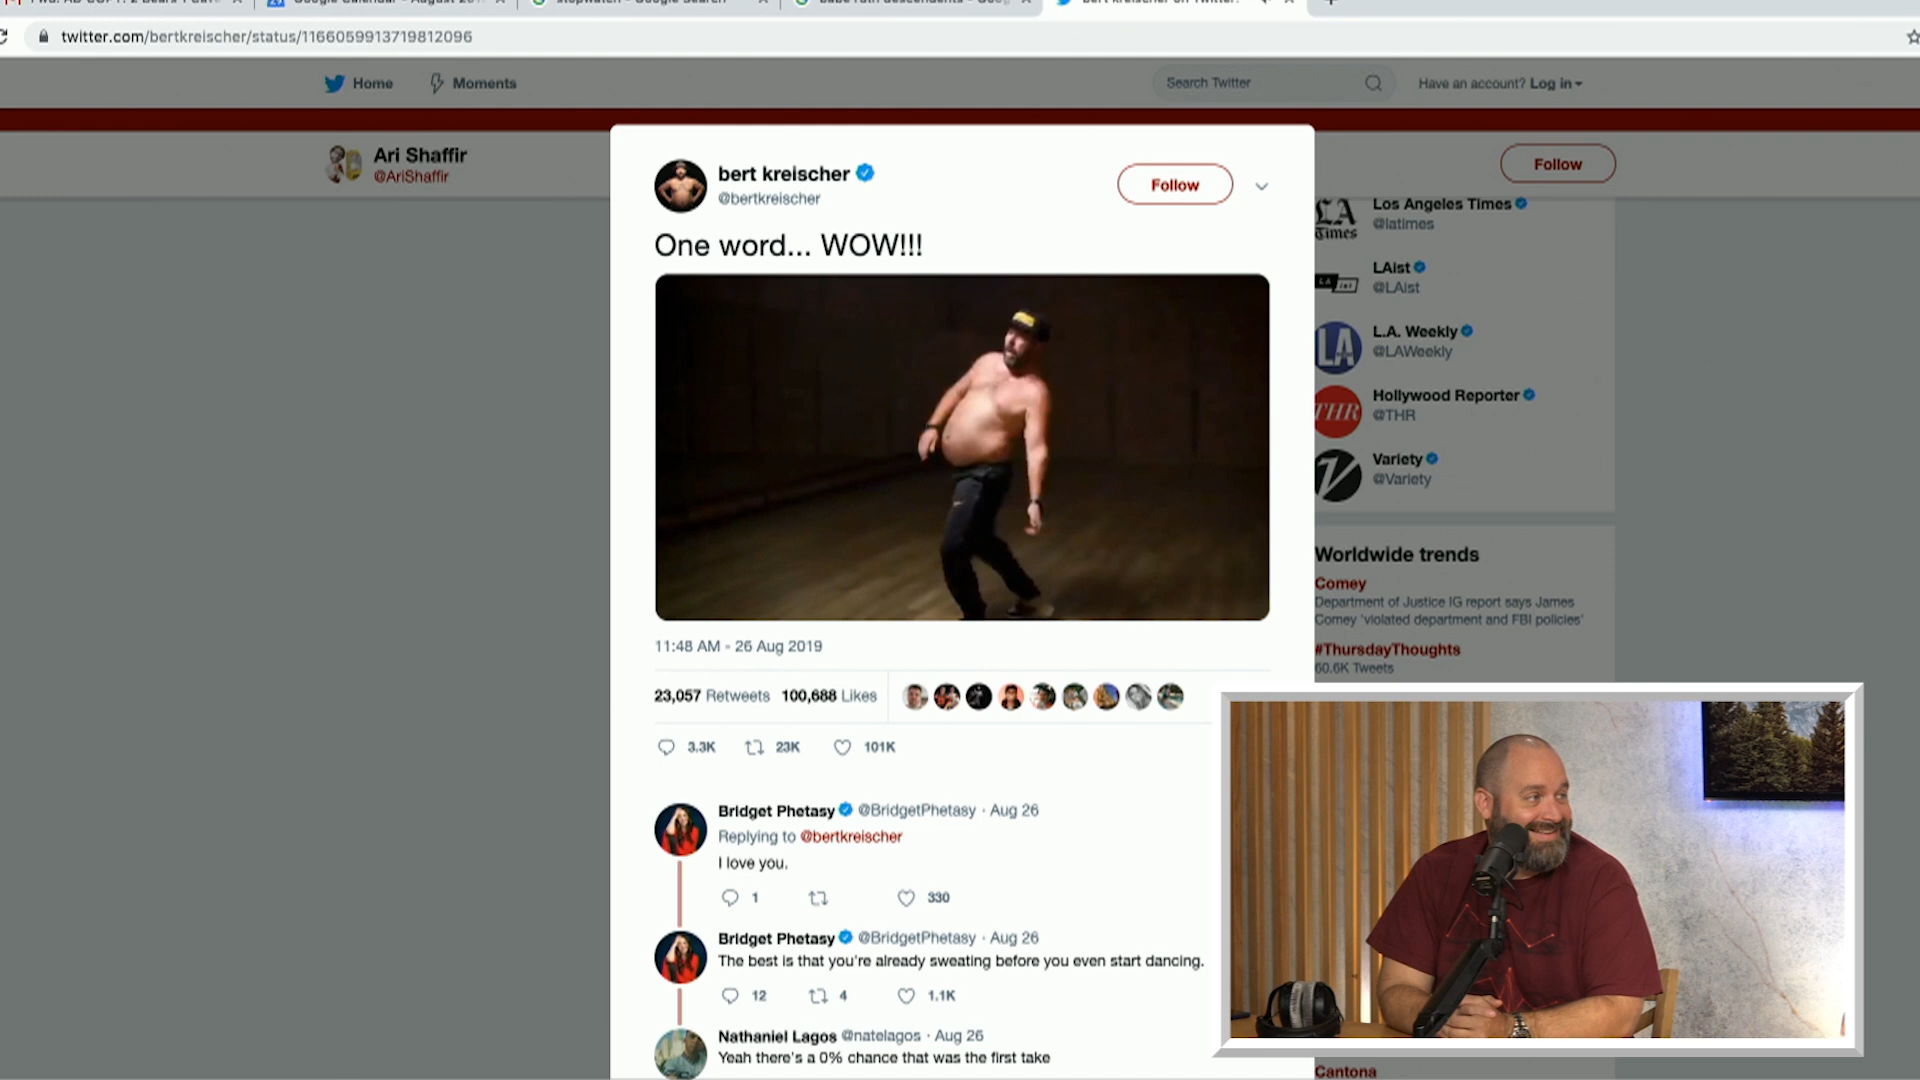 twitter.com/bertkreischer/status/1166059913719812096
Home
Moments
Search Twitter
Have an account? Log in
Ari Shaffir
@AriShaffir
Follow
bert kreischer
@bertkreischer
Follow
One word... WOW!!!
11:48 AM - 26 Aug 2019
23,057 Retweets 100,688 Likes
3.3K 23K 101K
Bridget Phetasy @BridgetPhetasy · Aug 26
Replying to @bertkreischer
I love you.
1 330
Bridget Phetasy @BridgetPhetasy · Aug 26
The best is that you're already sweating before you even start dancing.
12 4 1.1K
Nathaniel Lagos @natelagos · Aug 26
Yeah there's a 0% chance that was the first take
LA Times
Los Angeles Times
@latimes
LAist
@LAist
LA
L.A. Weekly
@LAWeekly
THR
Hollywood Reporter
@THR
V
Variety
@Variety
Worldwide trends
Comey
Department of Justice IG report says James
Comey 'violated department and FBI policies'
#ThursdayThoughts
60.6K Tweets
Cantona